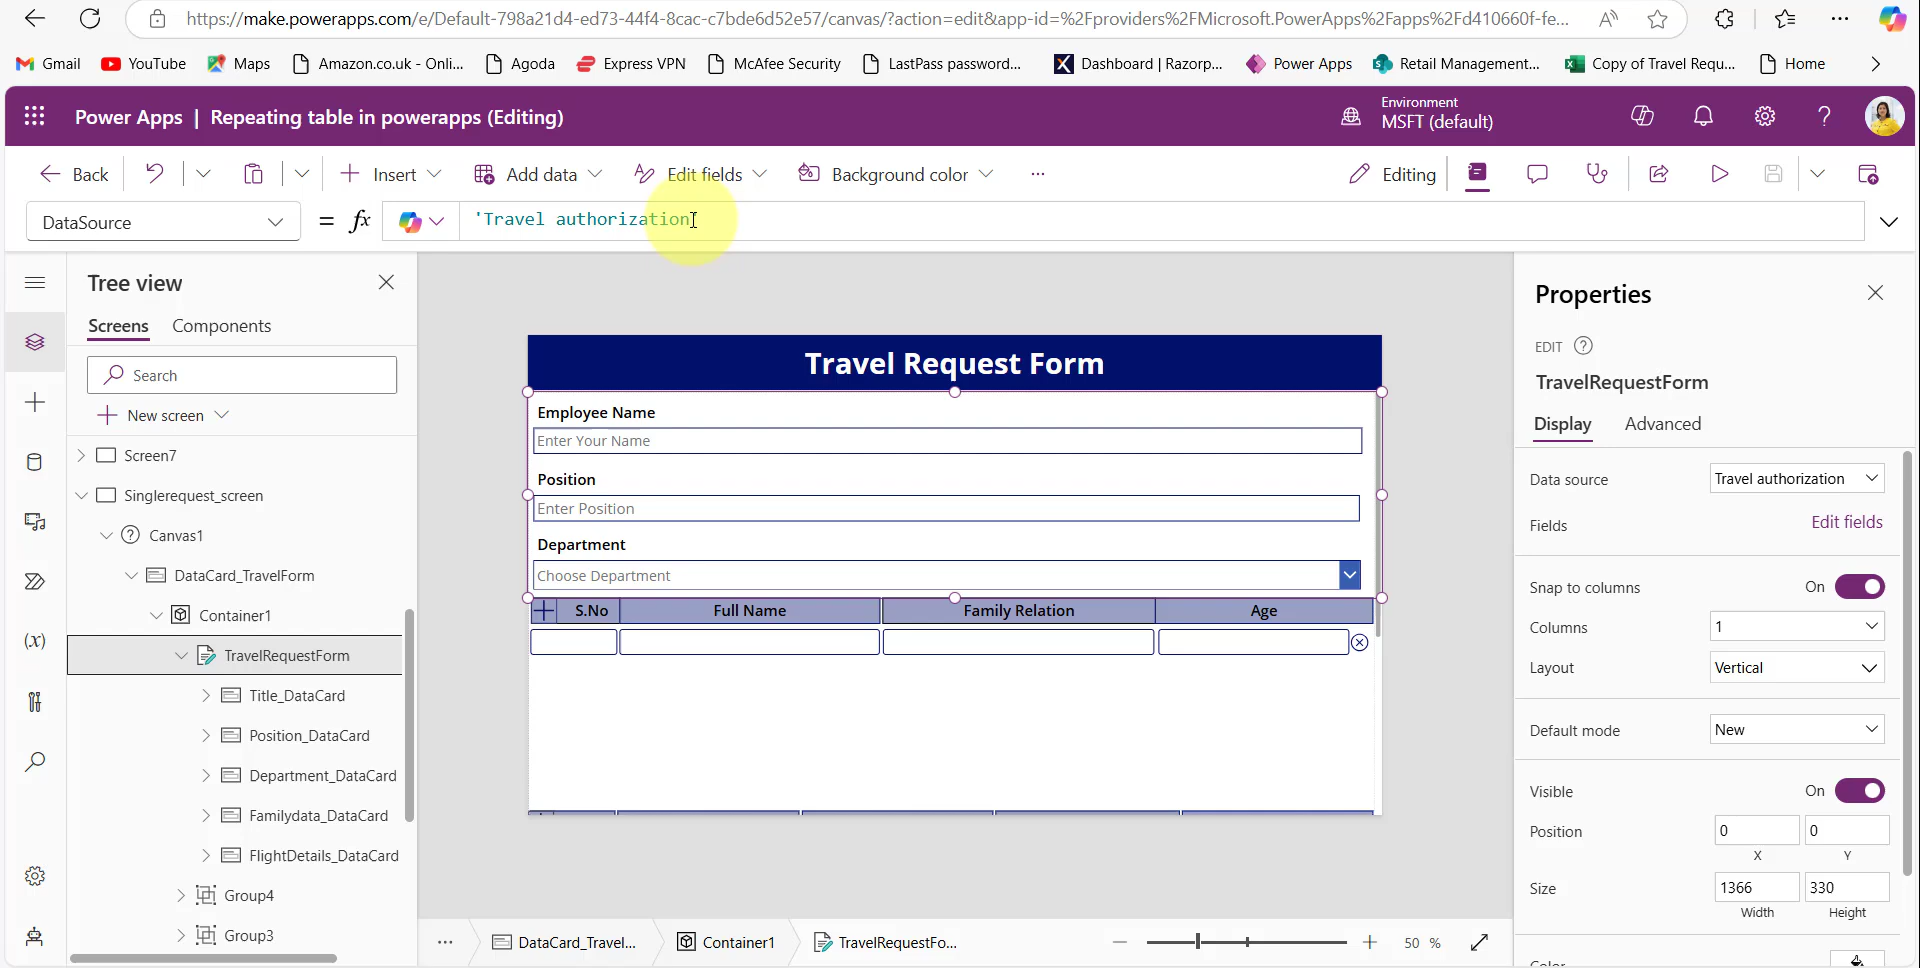 https://make.powerapps.com/e/Default-798a21d4-ed73-44f4-8cac-c7bde6d52e57/canvas/?action=edit&app-id=%2Fproviders%2FMicrosoft.PowerApps%2Fapps%2Fd410660f-fe...
Gmail YouTube Maps Amazon.co.uk - Onli... Agoda Express VPN McAfee Security LastPass password... Dashboard | Razorp... Power Apps Retail Management... Copy of Travel Requ... Home
Power Apps | Repeating table in powerapps (Editing)
Environment
MSFT (default)
Back Insert Add data Edit fields Background color ... Editing
DataSource = fx 'Travel authorization'
Tree view
Screens Components
Search
New screen
Screen7
Singlerequest_screen
Canvas1
DataCard_TravelForm
Container1
TravelRequestForm
Title_DataCard
Position_DataCard
Department_DataCard
Familydata_DataCard
FlightDetails_DataCard
Group4
Group3
Travel Request Form
Employee Name
Enter Your Name
Position
Enter Position
Department
Choose Department
S.No Full Name Family Relation Age
... DataCard_Travel... Container1 TravelRequestFo... 50 %
Properties
EDIT ?
TravelRequestForm
Display Advanced
Data source Travel authorization
Fields Edit fields
Snap to columns On
Columns 1
Layout Vertical
Default mode New
Visible On
Position 0 0
X Y
Size 1366 330
Width Height
Color